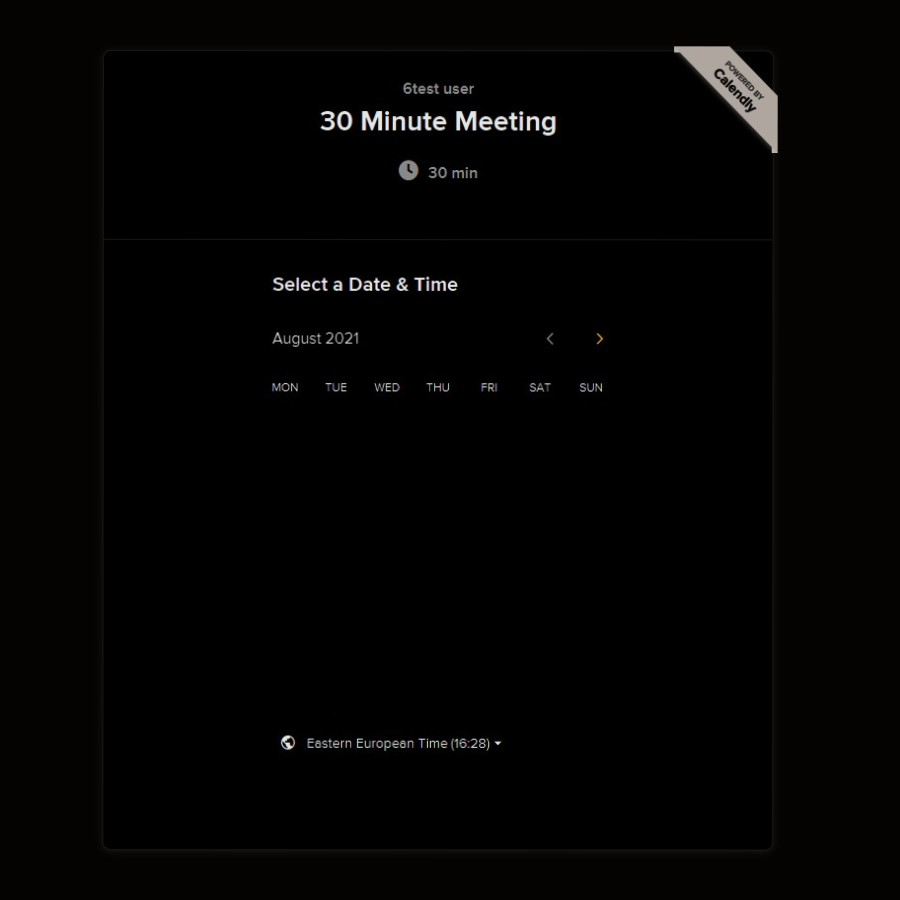 POWERED BY
Calendly
6test user
30 Minute Meeting
30 min
Select a Date & Time
August 2021
MON TUE WED THU FRI SAT SUN
Eastern European Time (16:28)